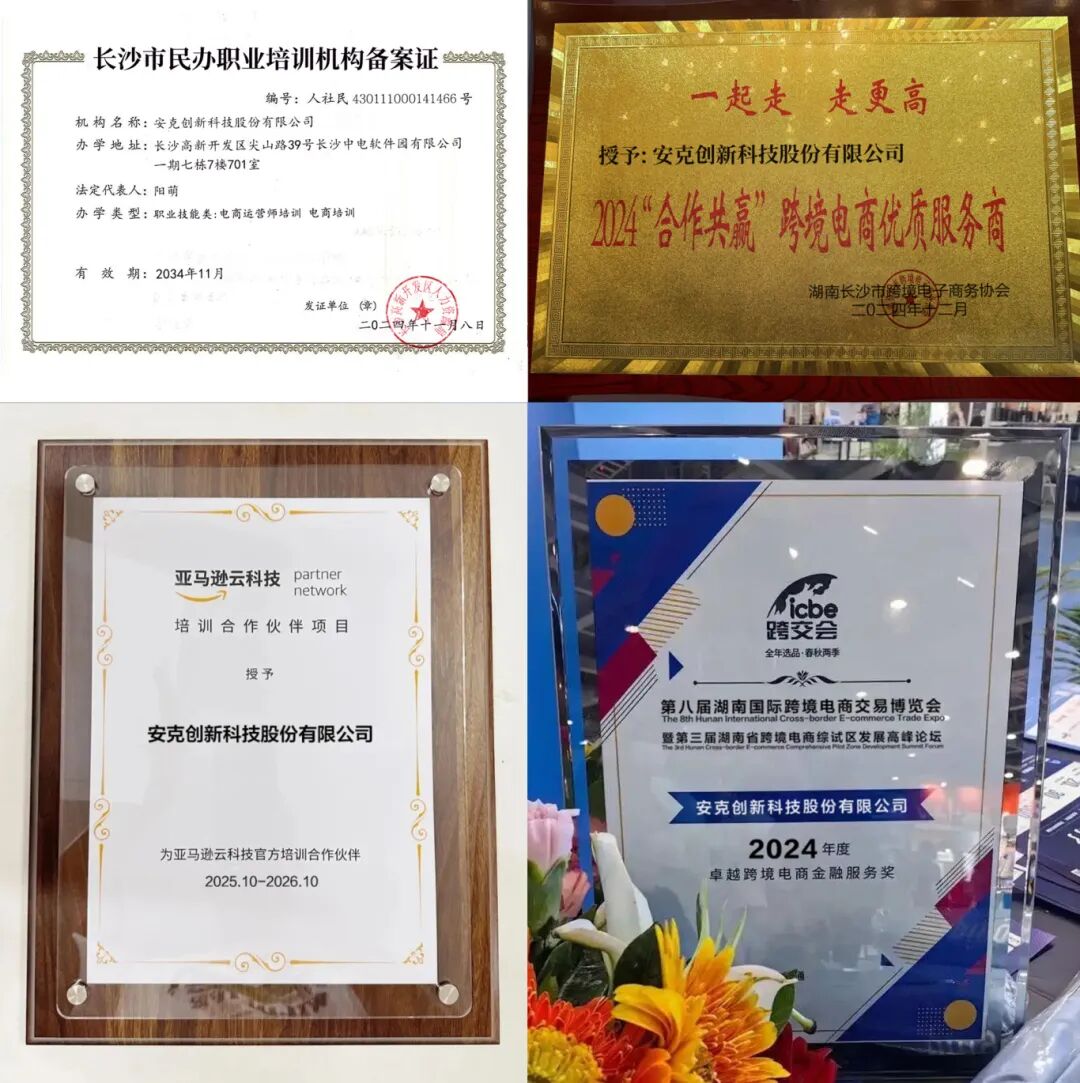 长沙市民办职业培训机构备案证
编号：人社民430111000141466号
机构名称：安克创新科技股份有限公司
办学地址：长沙高新开发区尖山路39号长沙中电软件园有限公司
一期七栋7楼701室
法定代表人：阳萌
办学类型：职业技能类:电商运营师培训 电商培训
有效期：2034年11月
发证单位（章）
二〇二四年十一月八日
一起走 走更高
授予:安克创新科技股份有限公司
2024“合作共赢”跨境电商优质服务商
湖南长沙市跨境电子商务协会
二〇二四年十二月
亚马逊云科技 partner
network
培训合作伙伴项目
授予
安克创新科技股份有限公司
为亚马逊云科技官方培训合作伙伴
2025.10-2026.10
icbe
跨交会
全年选品·春秋两季
第八届湖南国际跨境电商交易博览会
The 8th Hunan International Cross-border E-commerce Trade Expo
暨第三届湖南省跨境电商综试区发展高峰论坛
The 3rd Hunan Cross-border E-commerce Comprehensive Pilot Zone Development Summit Forum
安克创新科技股份有限公司
2024年度
卓越跨境电商金融服务奖